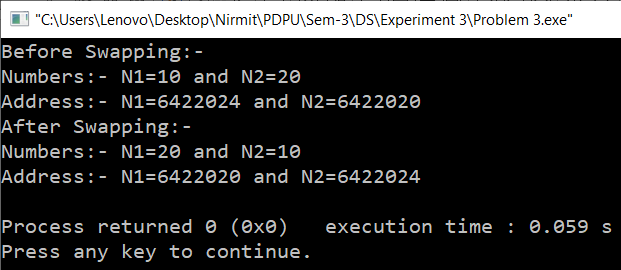 "C:\Users\Lenovo\Desktop\Nirmit\PDPU\Sem-3\DS\Experiment 3\Problem 3.exe"
Before Swapping:-
Numbers:- N1=10 and N2=20
Address:- N1=6422024 and N2=6422020
After Swapping:-
Numbers:- N1=20 and N2=10
Address:- N1=6422020 and N2=6422024
Process returned 0 (0x0)   execution time : 0.059 s
Press any key to continue.